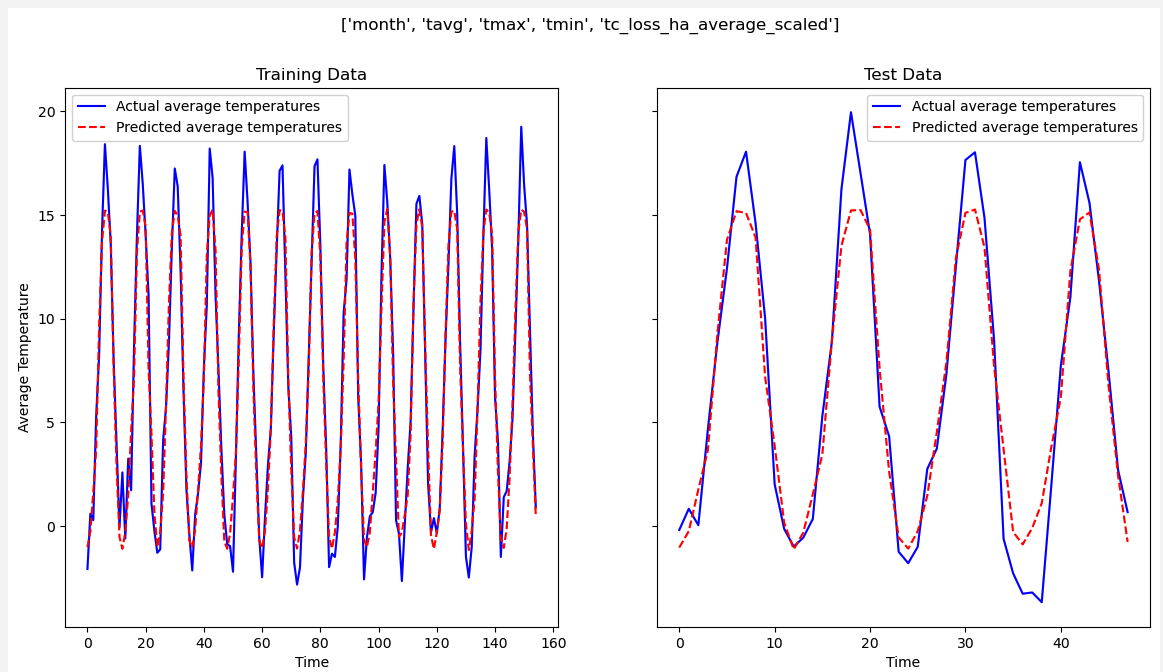 ['month', 'tavg', 'tmax', 'tmin', 'tc_loss_ha_average_scaled']
Training Data
Actual average temperatures
Predicted average temperatures
Average Temperature
20
15
10
5
0
0 20 40 60 80 100 120 140 160
Time
Test Data
Actual average temperatures
Predicted average temperatures
0 10 20 30 40
Time